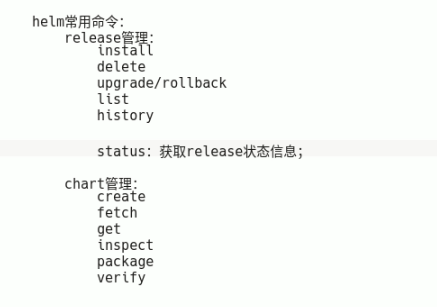 helm常用命令：
release管理：
install
delete
upgrade/rollback
list
history
status：获取release状态信息；
chart管理：
create
fetch
get
inspect
package
verify